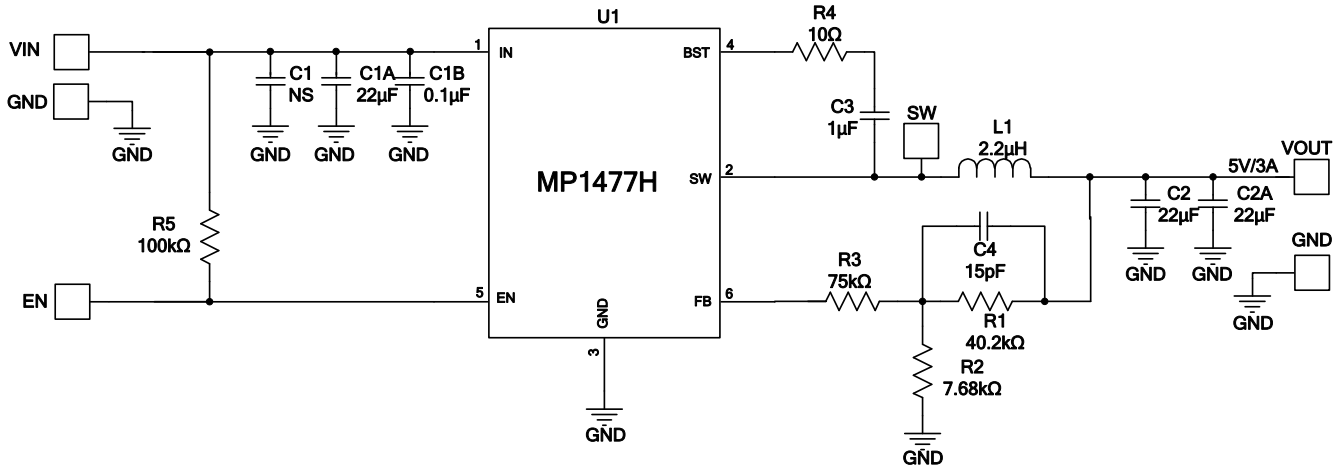 U1
R4
10Ω
VIN
1
IN
BST
4
C1
NS
C1A
22µF
C1B
0.1µF
GND
GND
GND
GND
GND
C3
1µF
SW
L1
2.2µH
MP1477H
SW
2
5V/3A
VOUT
C2
22µF
C2A
22µF
R5
100kΩ
C4
15pF
GND
GND
GND
R3
75kΩ
EN
5
EN
GND
FB
6
R1
40.2kΩ
GND
3
R2
7.68kΩ
GND
GND